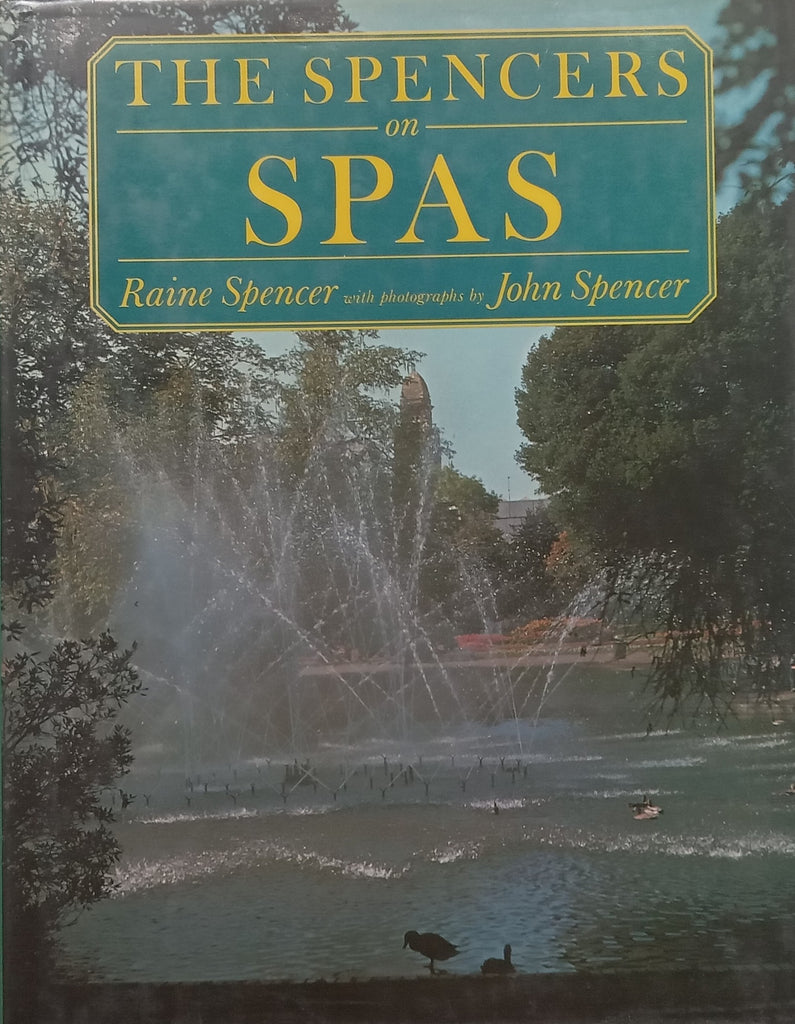 THE SPENCERS
on
SPAS
Raine Spencer with photographs by John Spencer